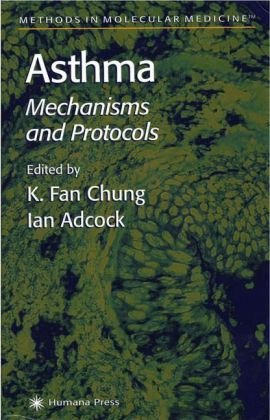 METHODS IN MOLECULAR MEDICINE™
Asthma
Mechanisms
and Protocols
Edited by
K. Fan Chung
Ian Adcock
Humana Press